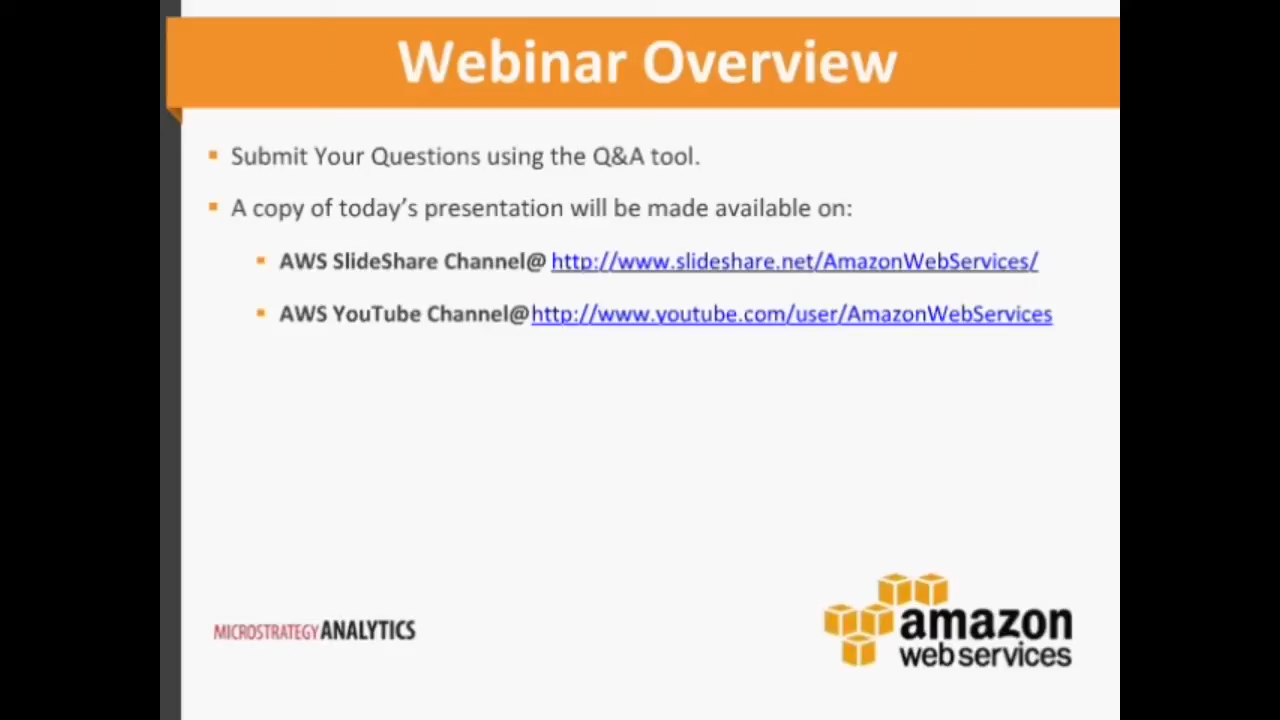 Webinar Overview
Submit Your Questions using the Q&A tool.
A copy of today’s presentation will be made available on:
AWS SlideShare Channel@ http://www.slideshare.net/AmazonWebServices/
AWS YouTube Channel@http://www.youtube.com/user/AmazonWebServices
MICROSTRATEGY ANALYTICS
amazon
web services